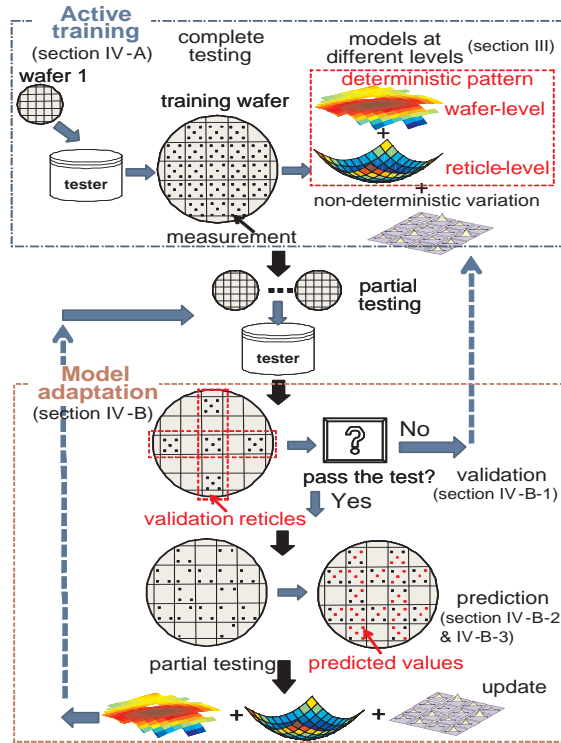 Active
training
(section IV-A)
complete
testing
models at
different levels
(section III)
wafer 1
training wafer
deterministic pattern
wafer-level
+
reticle-level
tester
+
non-deterministic variation
measurement
partial
testing
tester
Model
adaptation
(section IV-B)
?
No
pass the test?
Yes
validation
(section IV-B-1)
validation reticles
prediction
(section IV-B-2
& IV-B-3)
partial testing
predicted values
update
+
+